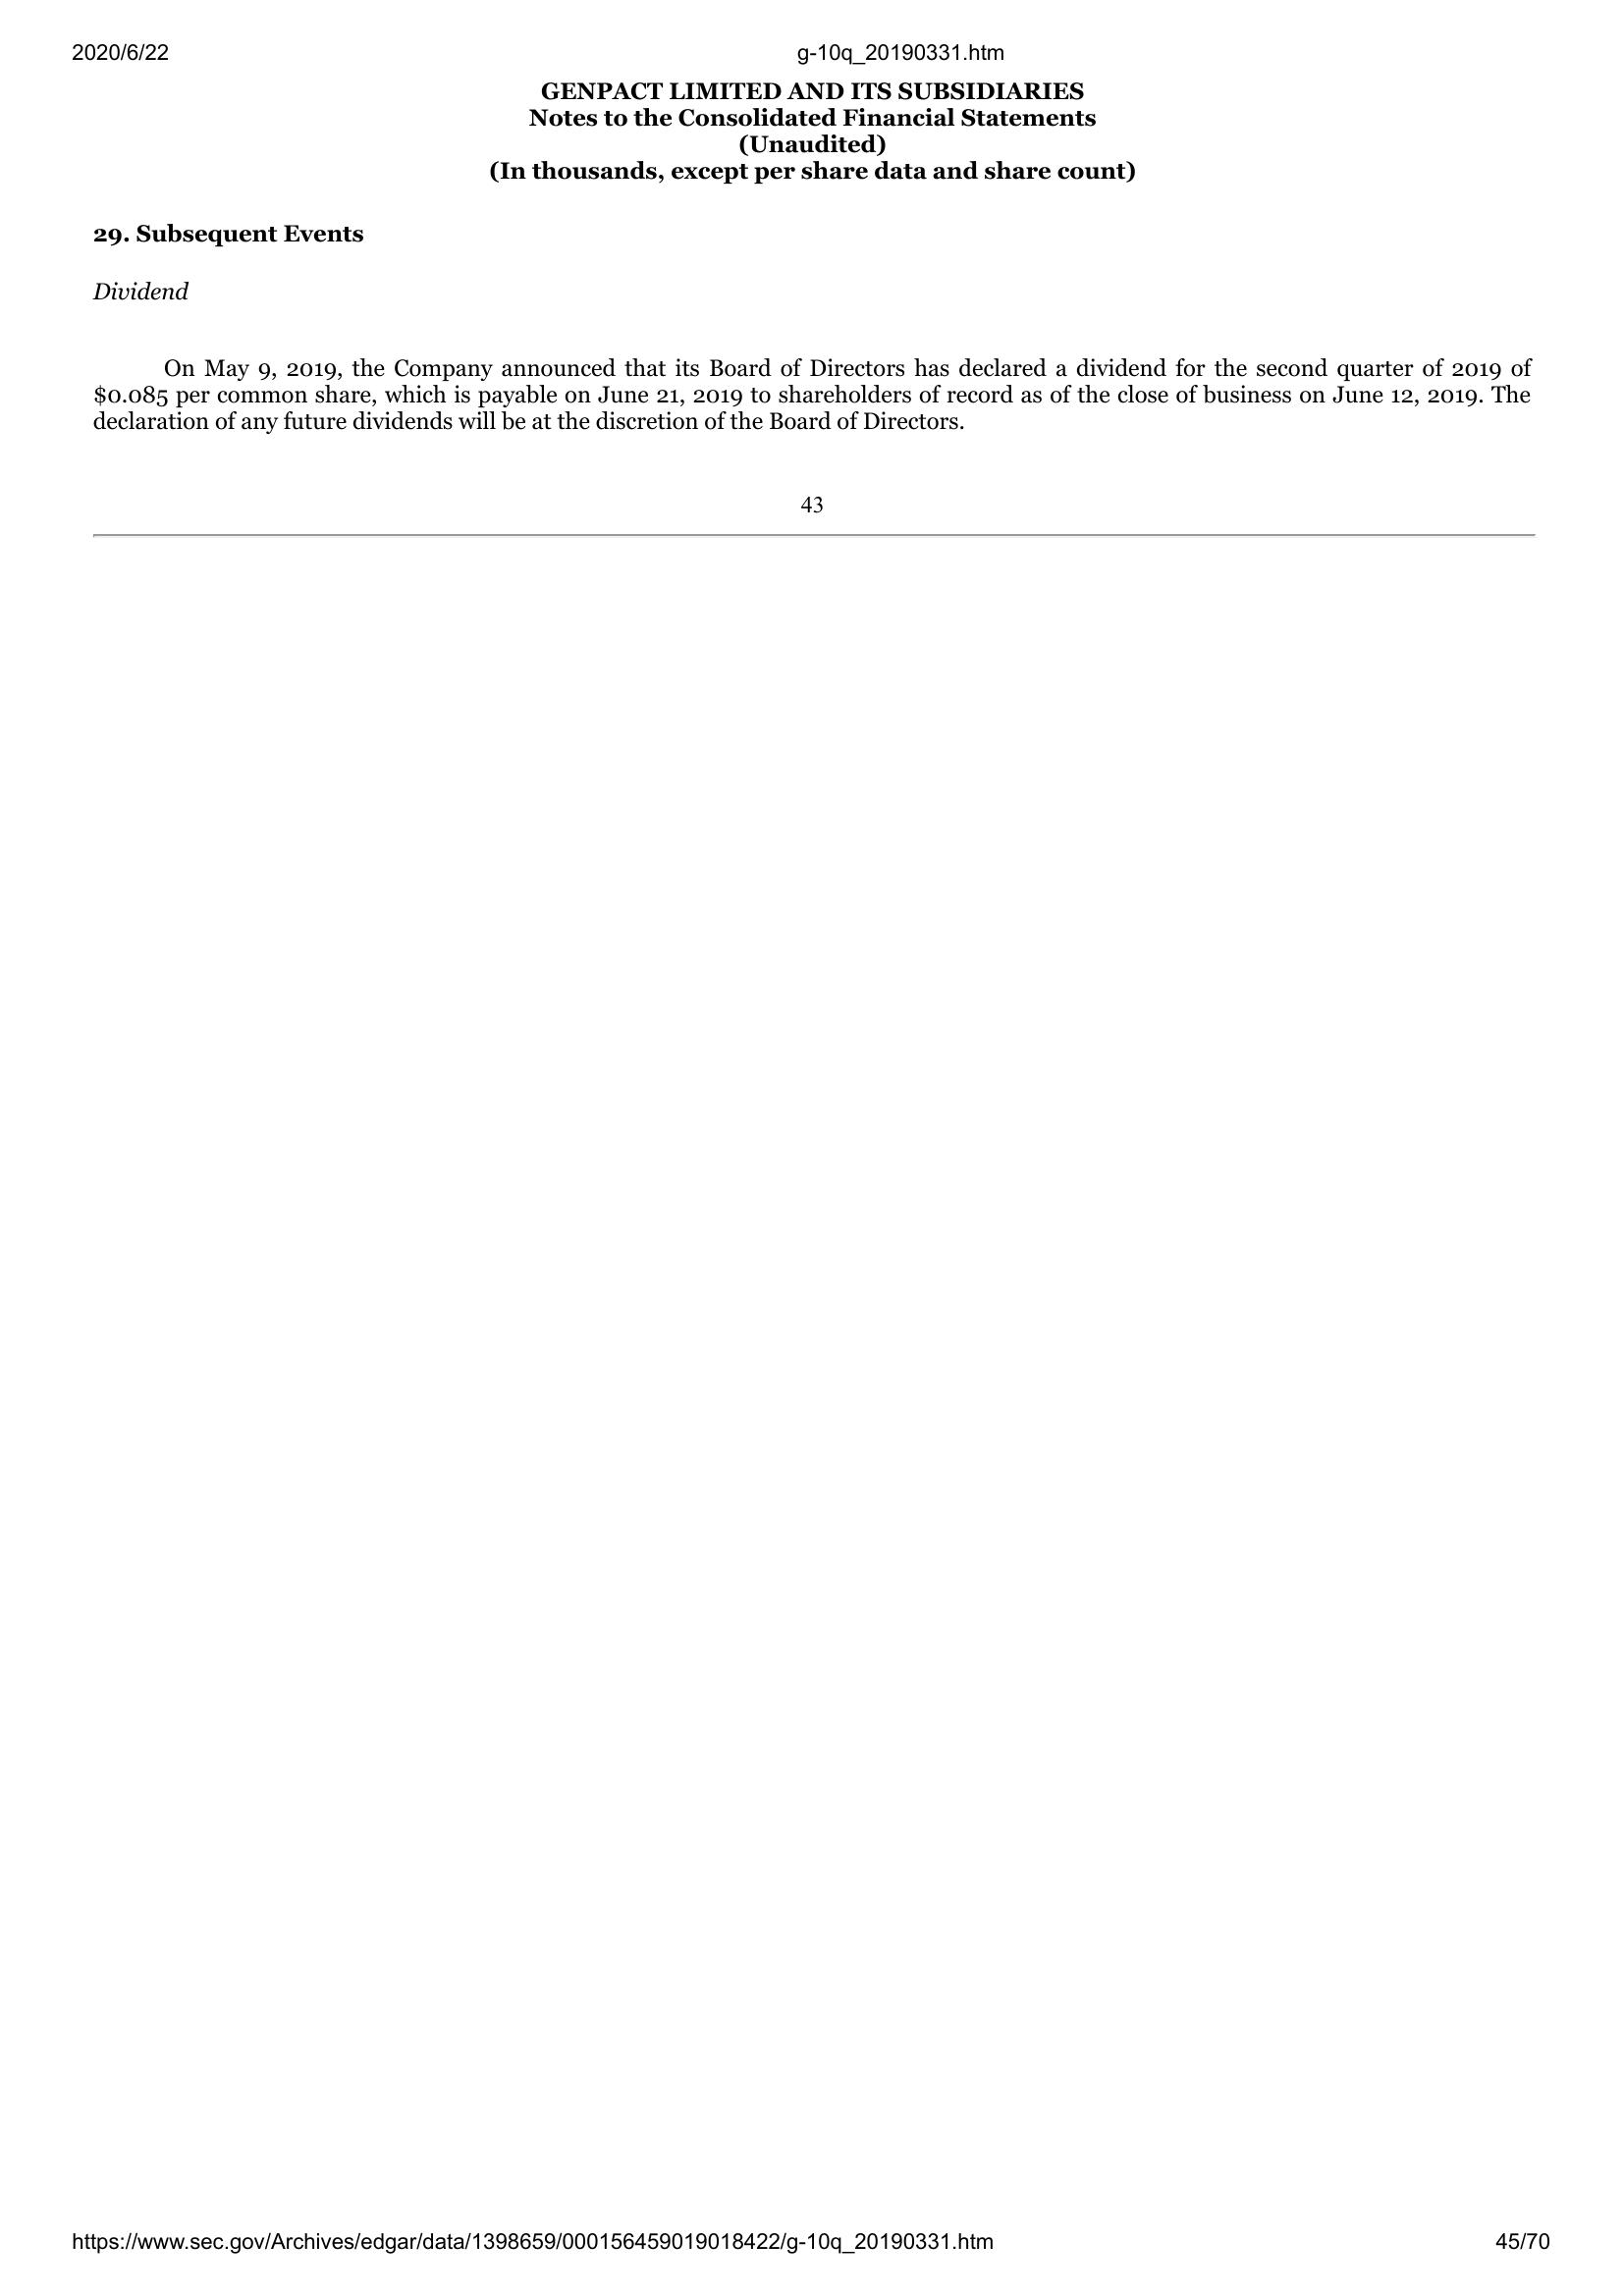 2020/6/22
g-10q_20190331.htm
GENPACT LIMITED AND ITS SUBSIDIARIES
Notes to the Consolidated Financial Statements
(Unaudited)
(In thousands, except per share data and share count)
29. Subsequent Events
Dividend
On May 9, 2019, the Company announced that its Board of Directors has declared a dividend for the second quarter of 2019 of
$0.085 per common share, which is payable on June 21, 2019 to shareholders of record as of the close of business on June 12, 2019. The
declaration of any future dividends will be at the discretion of the Board of Directors.
43
https://www.sec.gov/Archives/edgar/data/1398659/000156459019018422/g-10q_20190331.htm
45/70